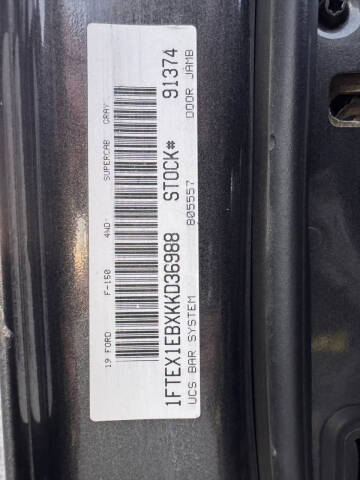 19 FORD F-150 4WD SUPERCAB GRAY
1FTEX1EBXKKD36988 STOCK# 91374
UCS BAR SYSTEM 805557 DOOR JAMB